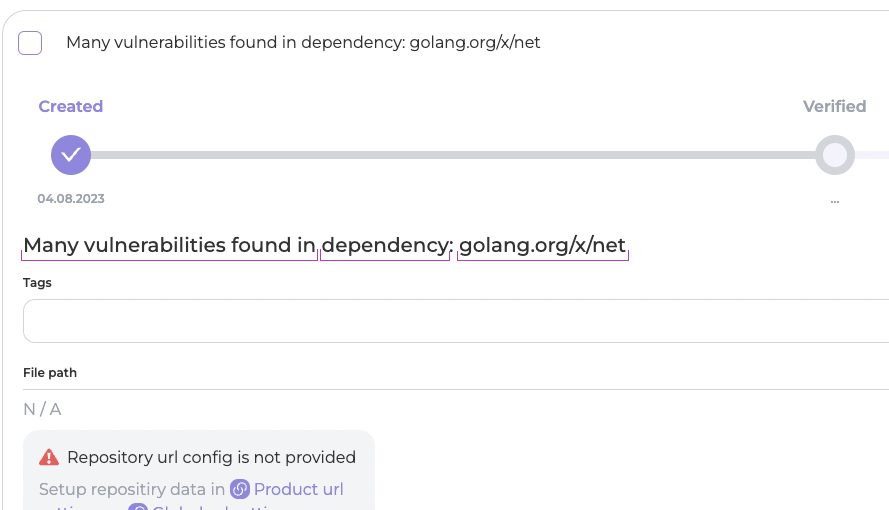 Many vulnerabilities found in dependency: golang.org/x/net
Created Verified
04.08.2023 ...
Many vulnerabilities found in dependency: golang.org/x/net
Tags
File path
N / A
Repository url config is not provided
Setup repositiry data in Product url